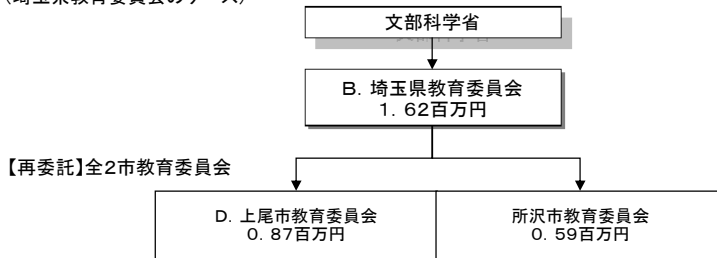 (埼玉県教育委員会のケース)
文部科学省
B. 埼玉県教育委員会
1. 62百万円
【再委託】全2市教育委員会
D. 上尾市教育委員会
0. 87百万円
所沢市教育委員会
0. 59百万円